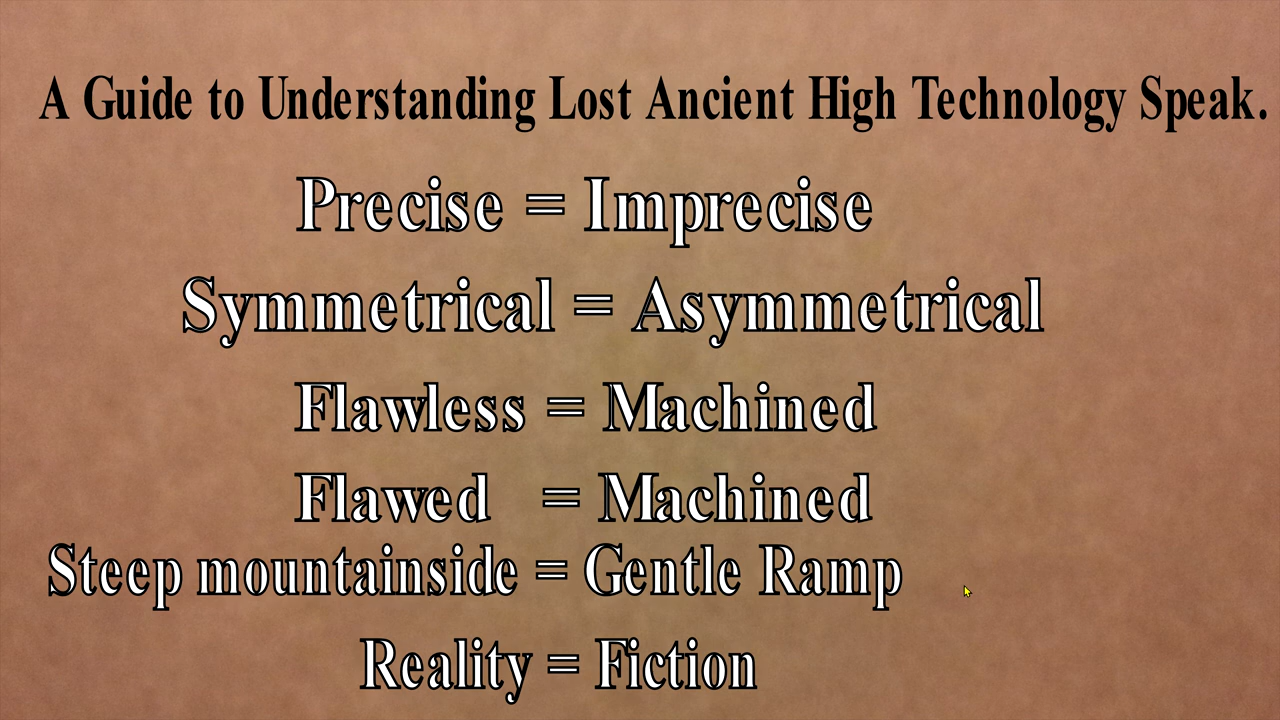 A Guide to Understanding Lost Ancient High Technology Speak.
Precise = Imprecise
Symmetrical = Asymmetrical
Flawless = Machined
Flawed = Machined
Steep mountainside = Gentle Ramp
Reality = Fiction